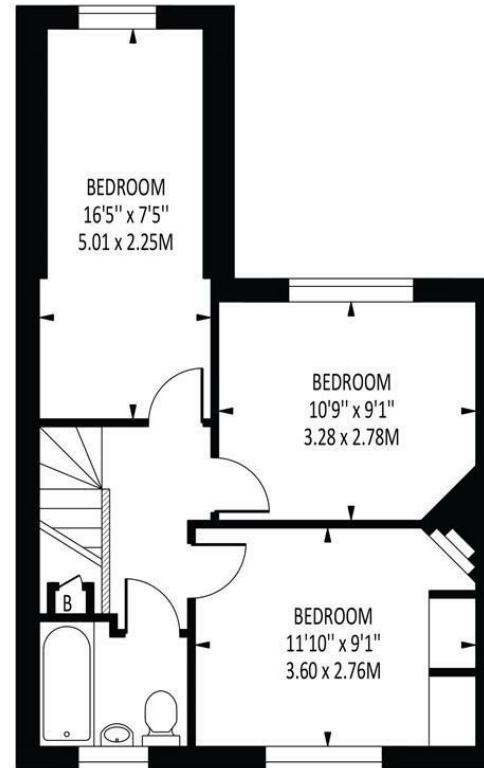 BEDROOM
16'5" x 7'5"
5.01 x 2.25M
BEDROOM
10'9" x 9'1"
3.28 x 2.78M
B
BEDROOM
11'10" x 9'1"
3.60 x 2.76M